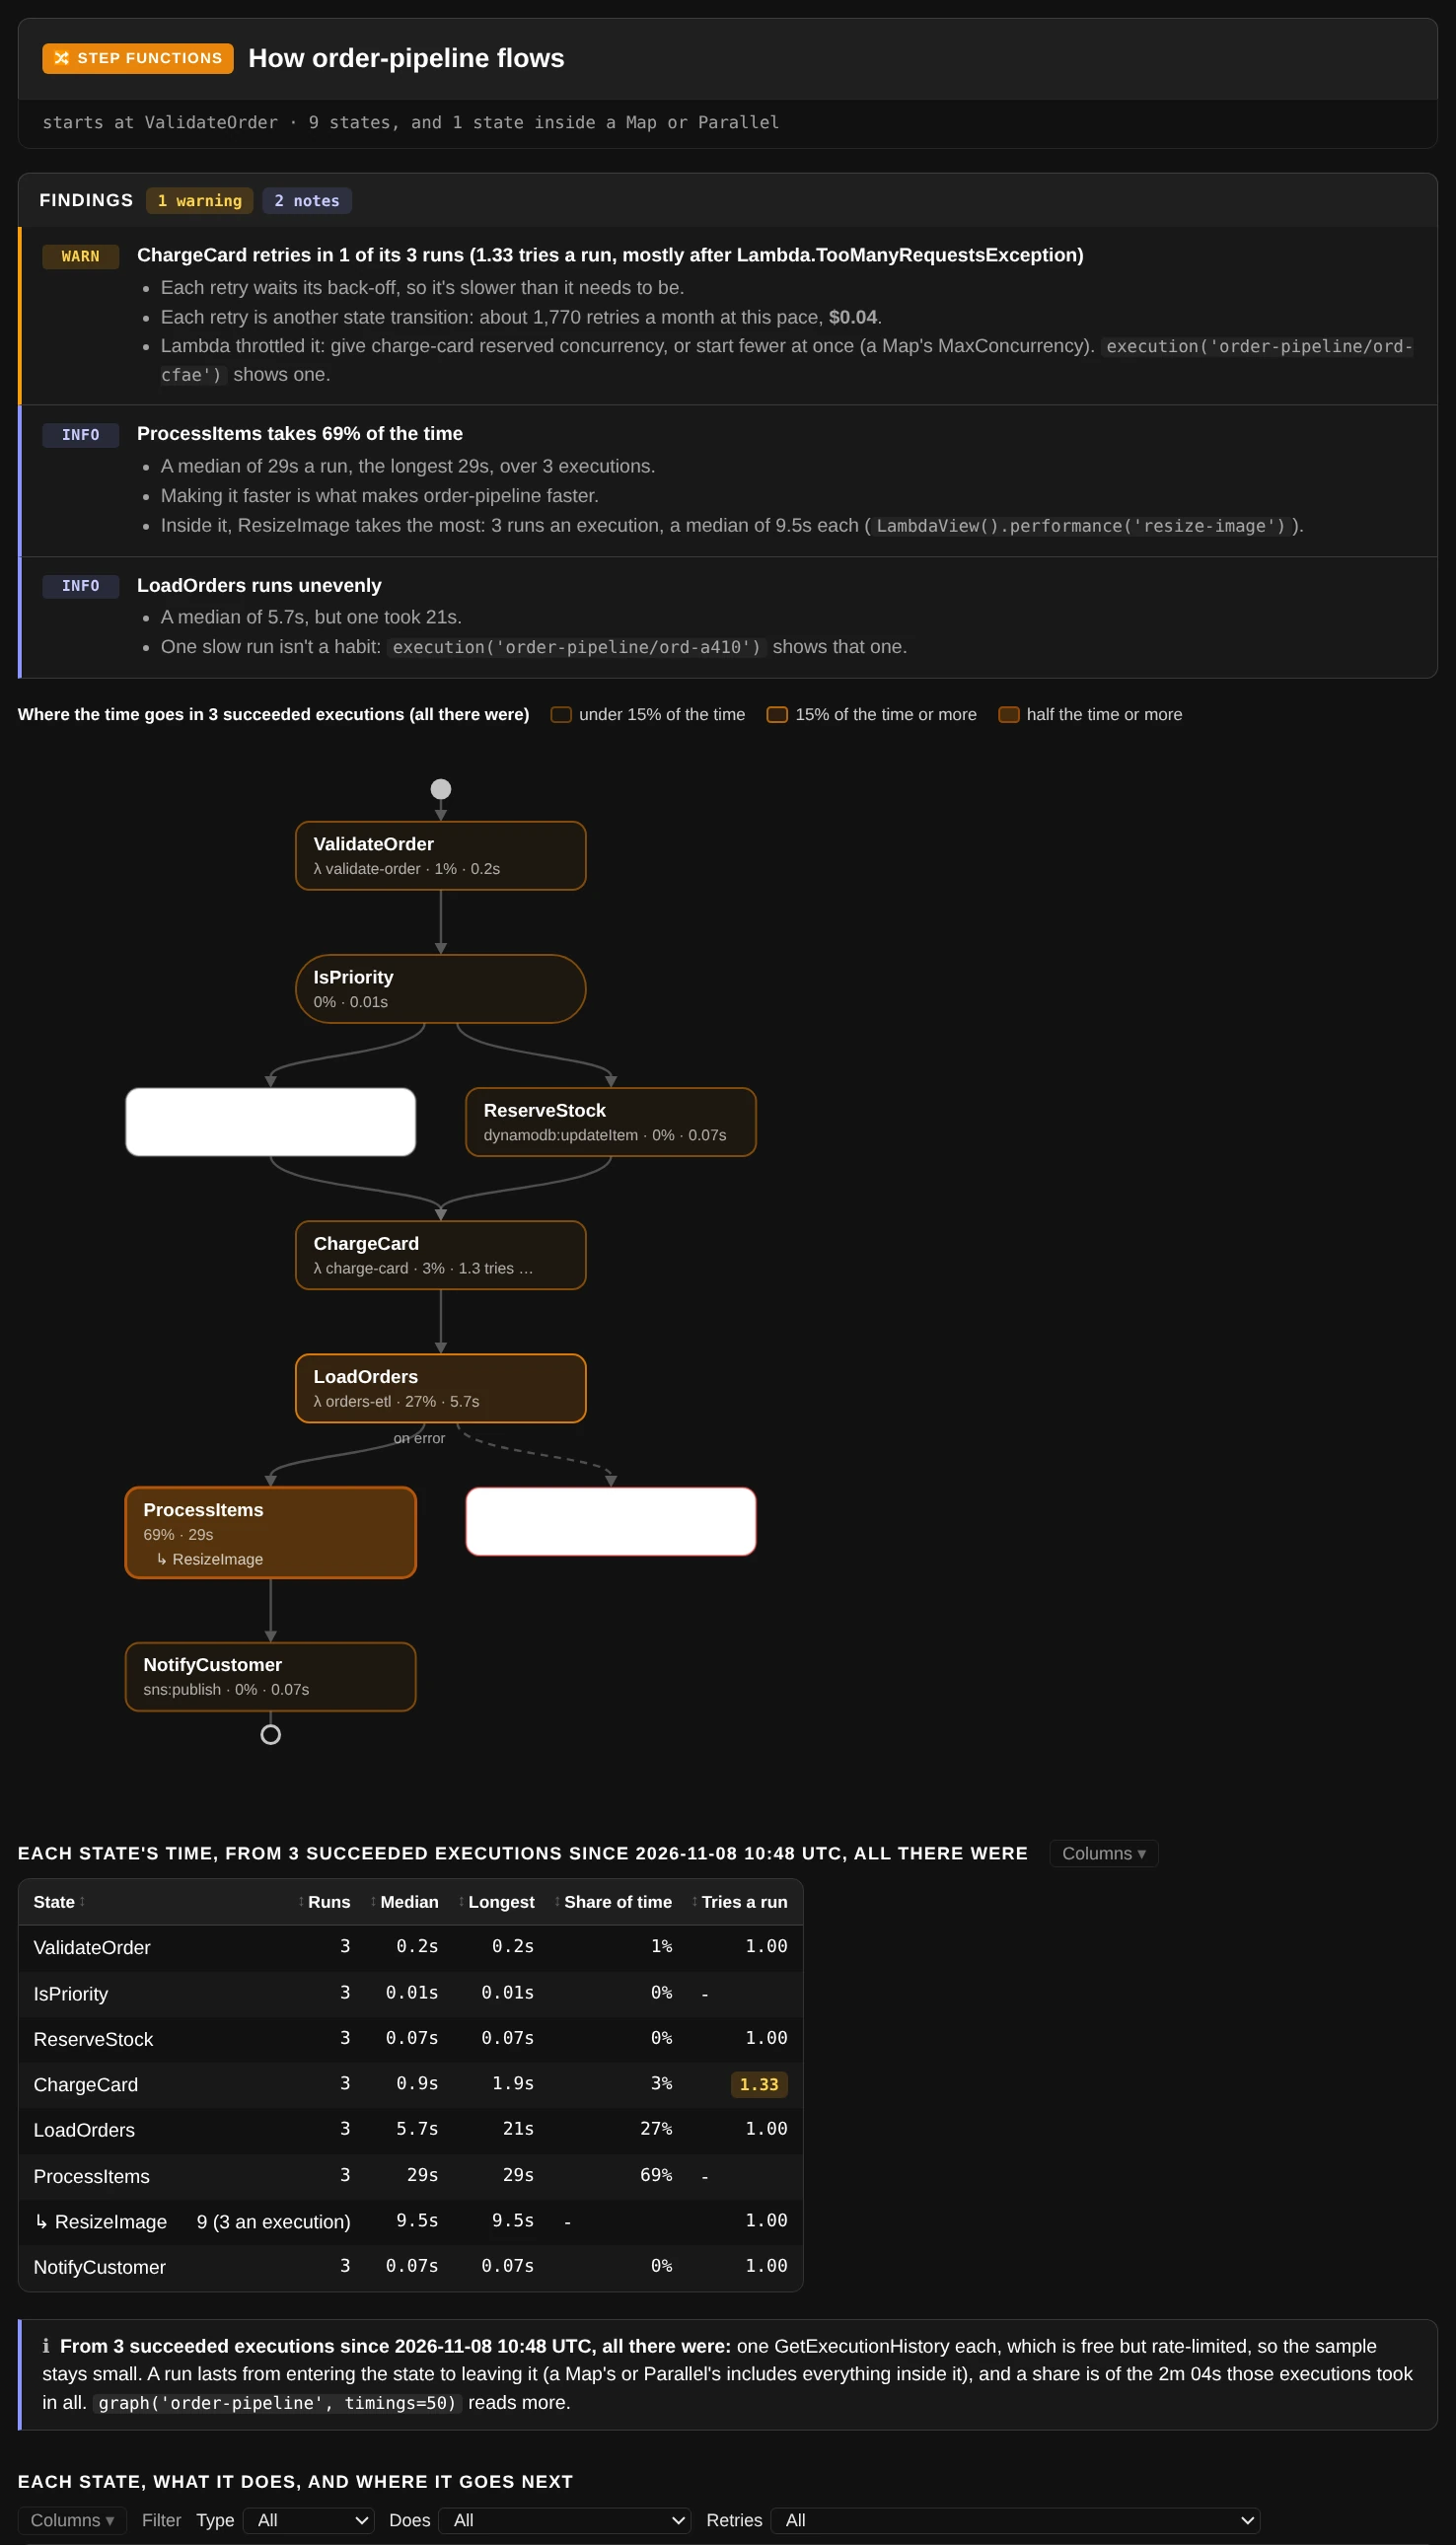 STEP FUNCTIONS How order-pipeline flows
starts at ValidateOrder · 9 states, and 1 state inside a Map or Parallel
FINDINGS 1 warning 2 notes
WARN ChargeCard retries in 1 of its 3 runs (1.33 tries a run, mostly after Lambda.TooManyRequestsException)
• Each retry waits its back-off, so it's slower than it needs to be.
• Each retry is another state transition: about 1,770 retries a month at this pace, $0.04.
• Lambda throttled it: give charge-card reserved concurrency, or start fewer at once (a Map's MaxConcurrency). execution('order-pipeline/ord-
cfae') shows one.
INFO ProcessItems takes 69% of the time
• A median of 29s a run, the longest 29s, over 3 executions.
• Making it faster is what makes order-pipeline faster.
• Inside it, ResizeImage takes the most: 3 runs an execution, a median of 9.5s each (LambdaView().performance('resize-image')).
INFO LoadOrders runs unevenly
• A median of 5.7s, but one took 21s.
• One slow run isn't a habit: execution('order-pipeline/ord-a410') shows that one.
Where the time goes in 3 succeeded executions (all there were) under 15% of the time 15% of the time or more half the time or more
ValidateOrder
λ validate-order · 1% · 0.2s
IsPriority
0% · 0.01s
ReserveStock
dynamodb:updateItem · 0% · 0.07s
ChargeCard
λ charge-card · 3% · 1.3 tries …
LoadOrders
λ orders-etl · 27% · 5.7s
on error
ProcessItems
69% · 29s
↳ ResizeImage
NotifyCustomer
sns:publish · 0% · 0.07s
EACH STATE'S TIME, FROM 3 SUCCEEDED EXECUTIONS SINCE 2026-11-08 10:48 UTC, ALL THERE WERE Columns ▾
State ↕ ↕ Runs ↕ Median ↕ Longest ↕ Share of time ↕ Tries a run
ValidateOrder 3 0.2s 0.2s 1% 1.00
IsPriority 3 0.01s 0.01s 0% -
ReserveStock 3 0.07s 0.07s 0% 1.00
ChargeCard 3 0.9s 1.9s 3% 1.33
LoadOrders 3 5.7s 21s 27% 1.00
ProcessItems 3 29s 29s 69% -
↳ ResizeImage 9 (3 an execution) 9.5s 9.5s - 1.00
NotifyCustomer 3 0.07s 0.07s 0% 1.00
ℹ From 3 succeeded executions since 2026-11-08 10:48 UTC, all there were: one GetExecutionHistory each, which is free but rate-limited, so the sample
stays small. A run lasts from entering the state to leaving it (a Map's or Parallel's includes everything inside it), and a share is of the 2m 04s those executions took
in all. graph('order-pipeline', timings=50) reads more.
EACH STATE, WHAT IT DOES, AND WHERE IT GOES NEXT
Columns ▾ Filter Type All Does All Retries All